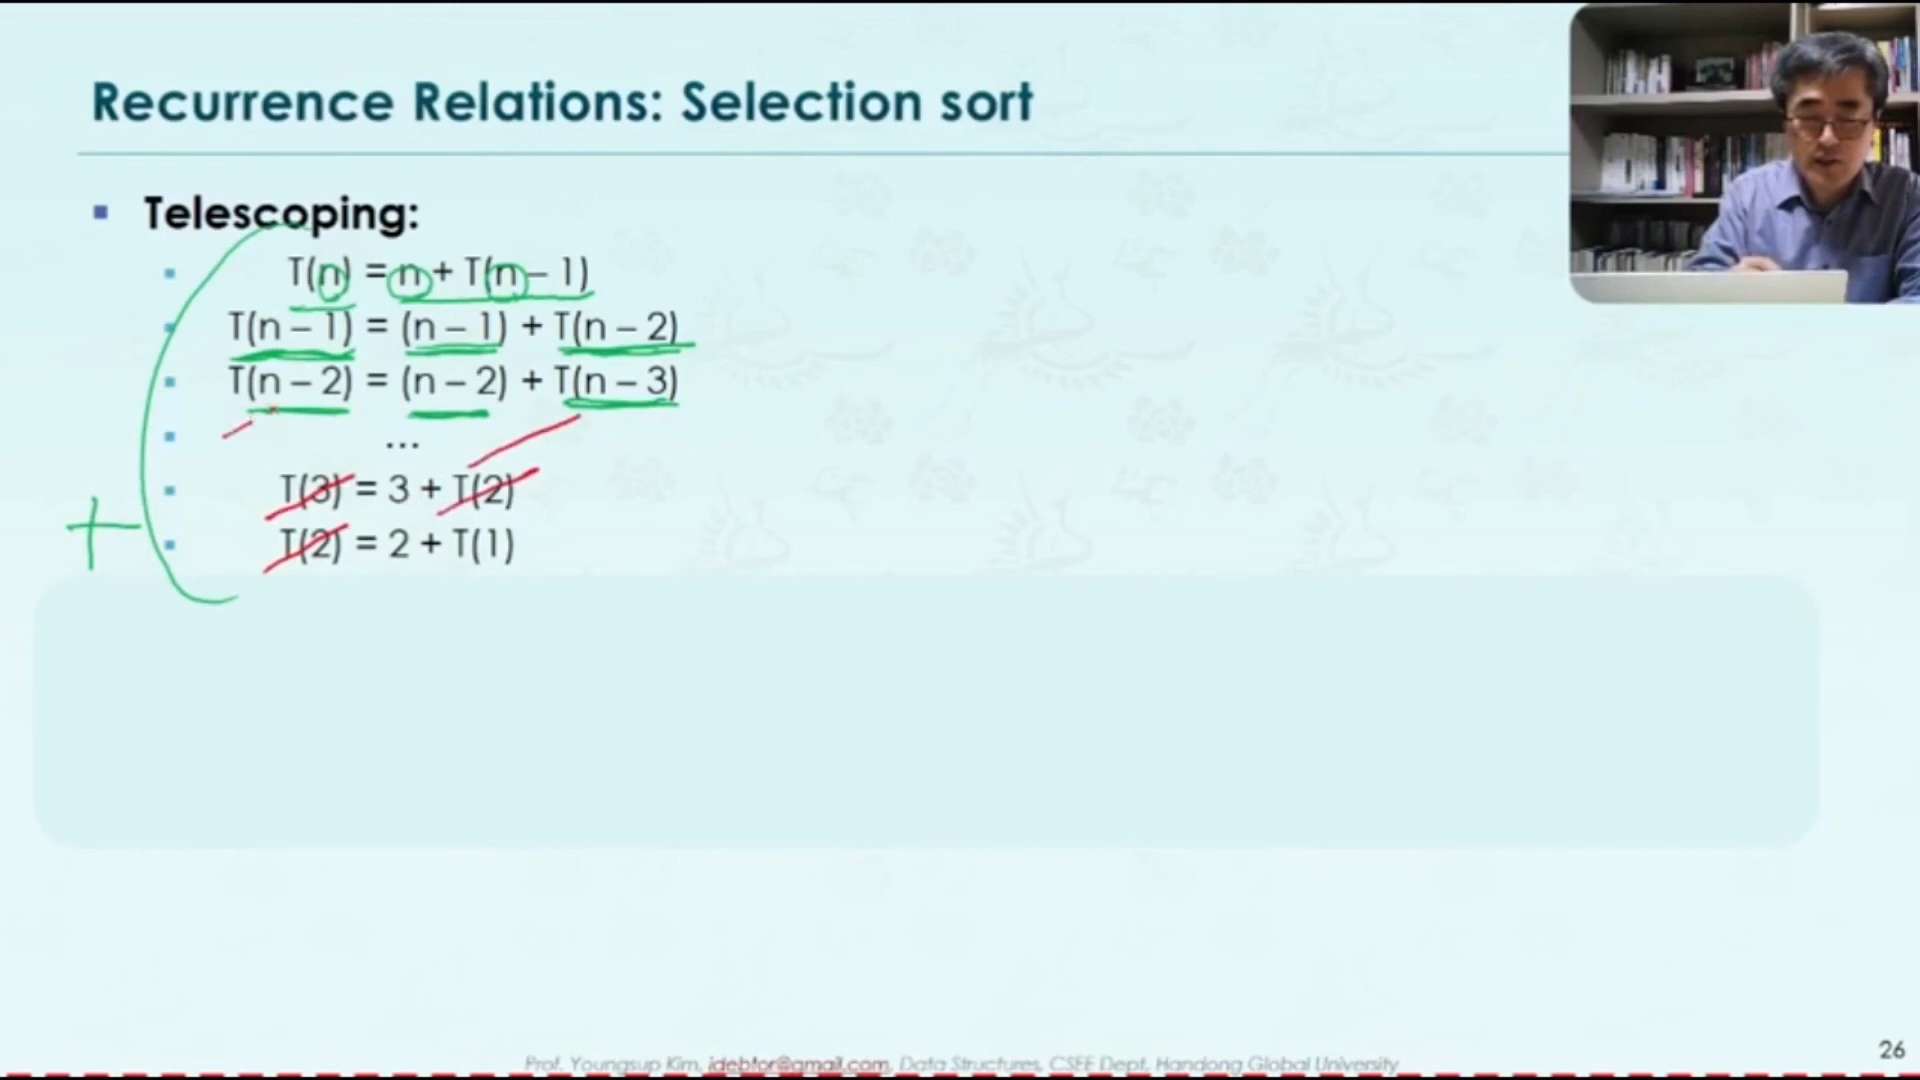 Recurrence Relations: Selection sort
Telescoping:
T(n) = n + T(n – 1)
T(n – 1) = (n – 1) + T(n – 2)
T(n – 2) = (n – 2) + T(n – 3)
...
T(3) = 3 + T(2)
T(2) = 2 + T(1)
+
26
Prof. Youngsup Kim, idebtor@gmail.com, Data Structures, CSEE Dept. Handong Global University